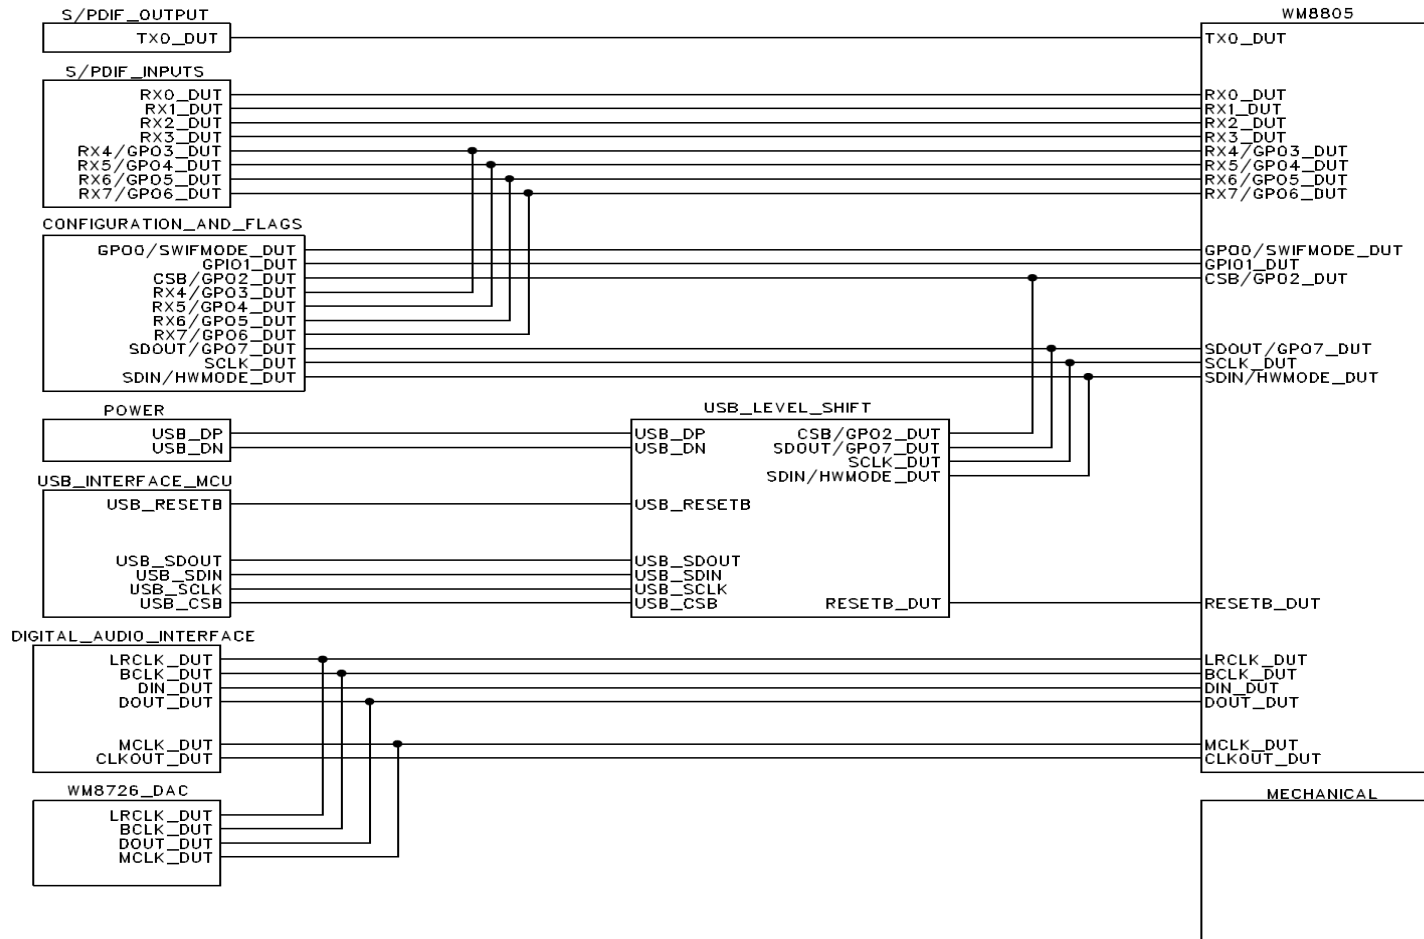 S/PDIF_OUTPUT
TX0_DUT
S/PDIF_INPUTS
RX0_DUT
RX1_DUT
RX2_DUT
RX3_DUT
RX4/GPO3_DUT
RX5/GPO4_DUT
RX6/GPO5_DUT
RX7/GPO6_DUT
CONFIGURATION_AND_FLAGS
GPO0/SWIFMODE_DUT
GPIO1_DUT
CSB/GPO2_DUT
RX4/GPO3_DUT
RX5/GPO4_DUT
RX6/GPO5_DUT
RX7/GPO6_DUT
SDOUT/GPO7_DUT
SCLK_DUT
SDIN/HWMODE_DUT
POWER
USB_DP
USB_DN
USB_INTERFACE_MCU
USB_RESETB
USB_SDOUT
USB_SDIN
USB_SCLK
USB_CSB
DIGITAL_AUDIO_INTERFACE
LRCLK_DUT
BCLK_DUT
DIN_DUT
DOUT_DUT
MCLK_DUT
CLKOUT_DUT
WM8726_DAC
LRCLK_DUT
BCLK_DUT
DOUT_DUT
MCLK_DUT
USB_LEVEL_SHIFT
USB_DP
USB_DN
USB_RESETB
USB_SDOUT
USB_SDIN
USB_SCLK
USB_CSB
CSB/GPO2_DUT
SDOUT/GPO7_DUT
SCLK_DUT
SDIN/HWMODE_DUT
RESETB_DUT
WM8805
TX0_DUT
RX0_DUT
RX1_DUT
RX2_DUT
RX3_DUT
RX4/GPO3_DUT
RX5/GPO4_DUT
RX6/GPO5_DUT
RX7/GPO6_DUT
GPO0/SWIFMODE_DUT
GPIO1_DUT
CSB/GPO2_DUT
SDOUT/GPO7_DUT
SCLK_DUT
SDIN/HWMODE_DUT
RESETB_DUT
LRCLK_DUT
BCLK_DUT
DIN_DUT
DOUT_DUT
MCLK_DUT
CLKOUT_DUT
MECHANICAL